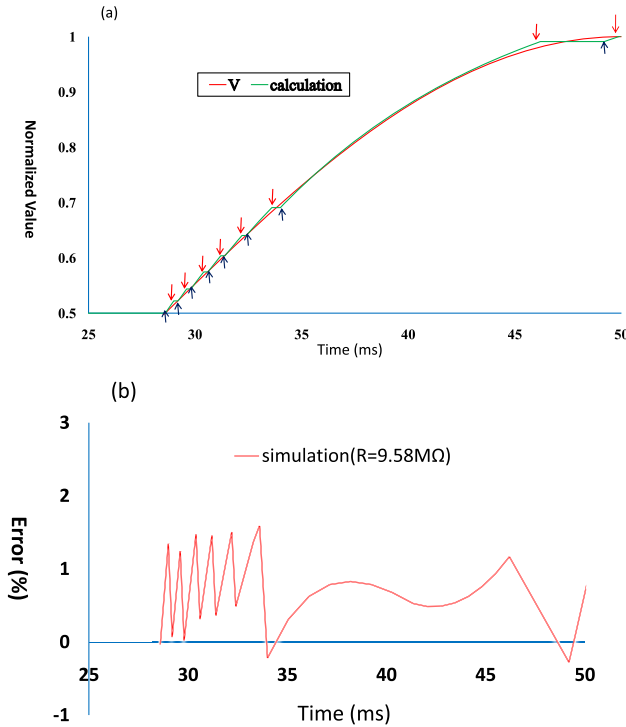 (a)
1
0.9
0.8
0.7
0.6
0.5
Normalized Value
V calculation
25 30 35 40 45 50
Time (ms)
(b)
3
2
1
0
-1
Error (%)
simulation(R=9.58MΩ)
25 30 35 40 45 50
Time (ms)